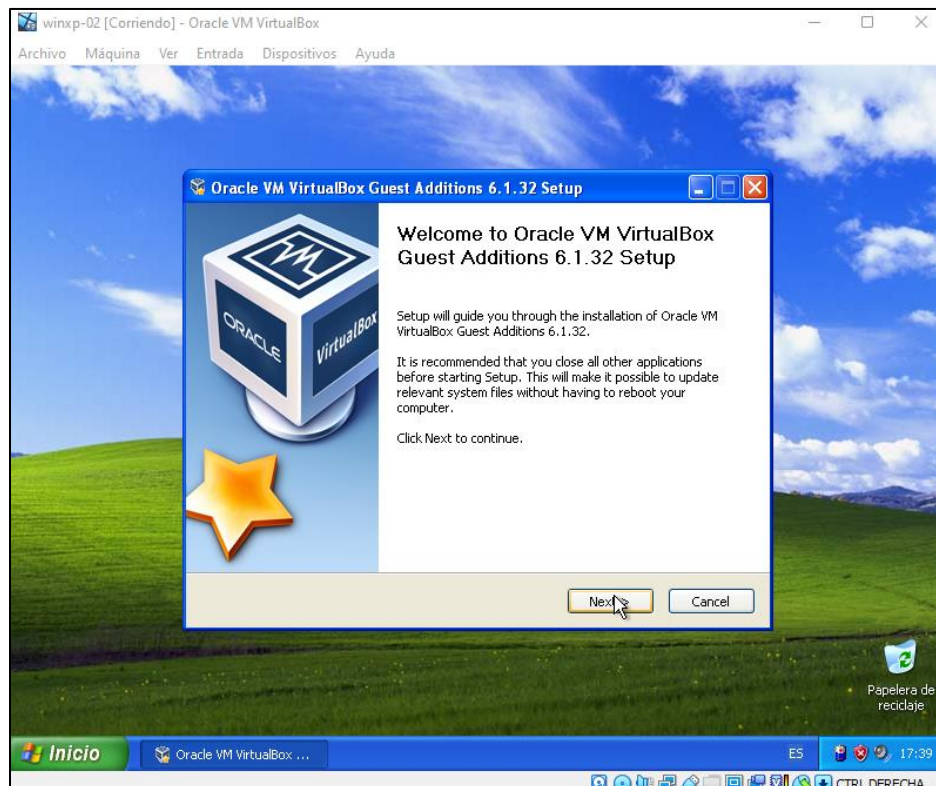 winxp-02 [Corriendo] - Oracle VM VirtualBox
Archivo Máquina Ver Entrada Dispositivos Ayuda
Oracle VM VirtualBox Guest Additions 6.1.32 Setup
ORACLE
VirtualBox
Welcome to Oracle VM VirtualBox
Guest Additions 6.1.32 Setup
Setup will guide you through the installation of Oracle VM
VirtualBox Guest Additions 6.1.32.
It is recommended that you close all other applications
before starting Setup. This will make it possible to update
relevant system files without having to reboot your
computer.
Click Next to continue.
Next >
Cancel
Papelera de
reciclaje
Inicio
Oracle VM VirtualBox ...
ES
17:39
CTRL DERECHA